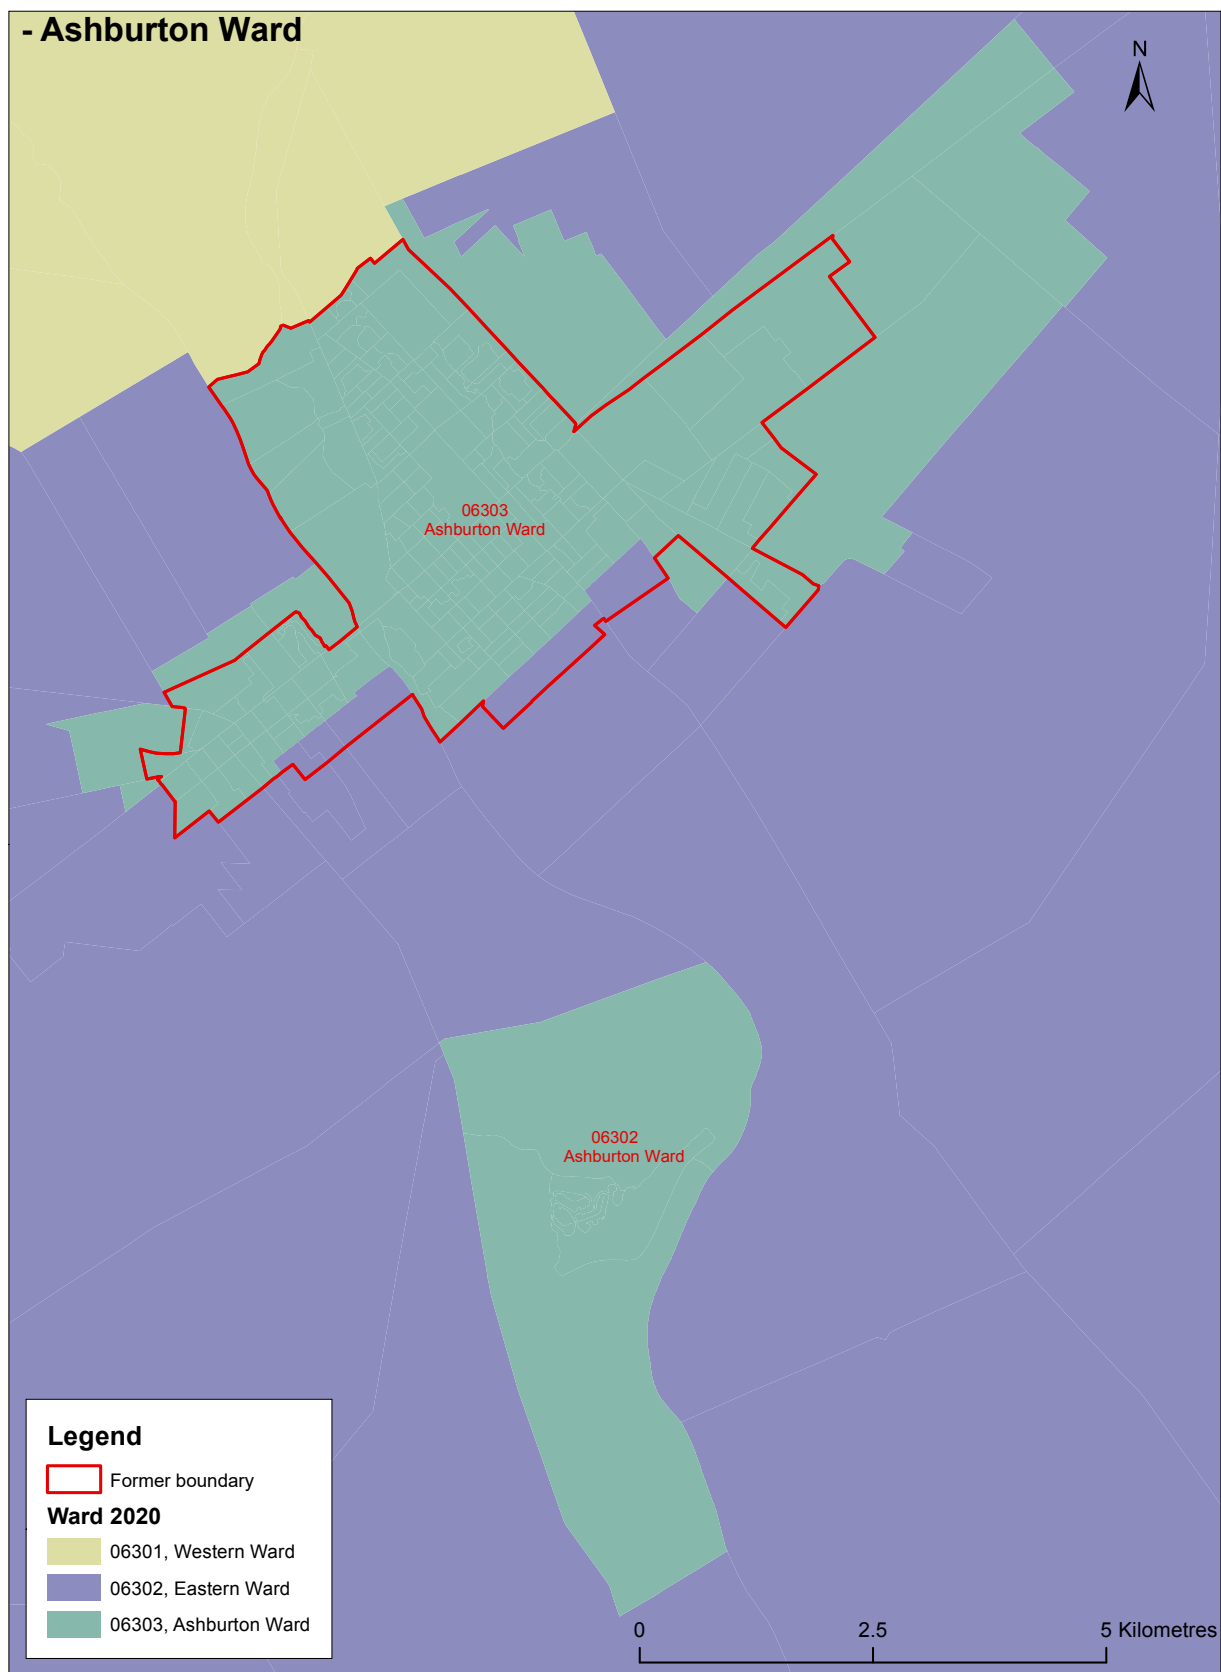 - Ashburton Ward
N
06303
Ashburton Ward
06302
Ashburton Ward
Legend
Former boundary
Ward 2020
06301, Western Ward
06302, Eastern Ward
06303, Ashburton Ward
0 2.5 5 Kilometres